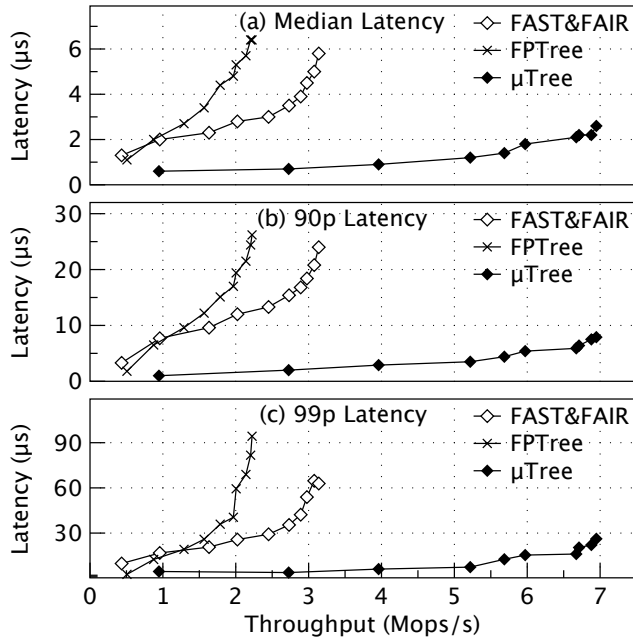 (a) Median Latency
FAST&FAIR
FPTree
μTree
Latency (μs)
6
4
2
0
(b) 90p Latency
FAST&FAIR
FPTree
μTree
Latency (μs)
30
20
10
0
(c) 99p Latency
FAST&FAIR
FPTree
μTree
Latency (μs)
90
60
30
0 1 2 3 4 5 6 7
Throughput (Mops/s)